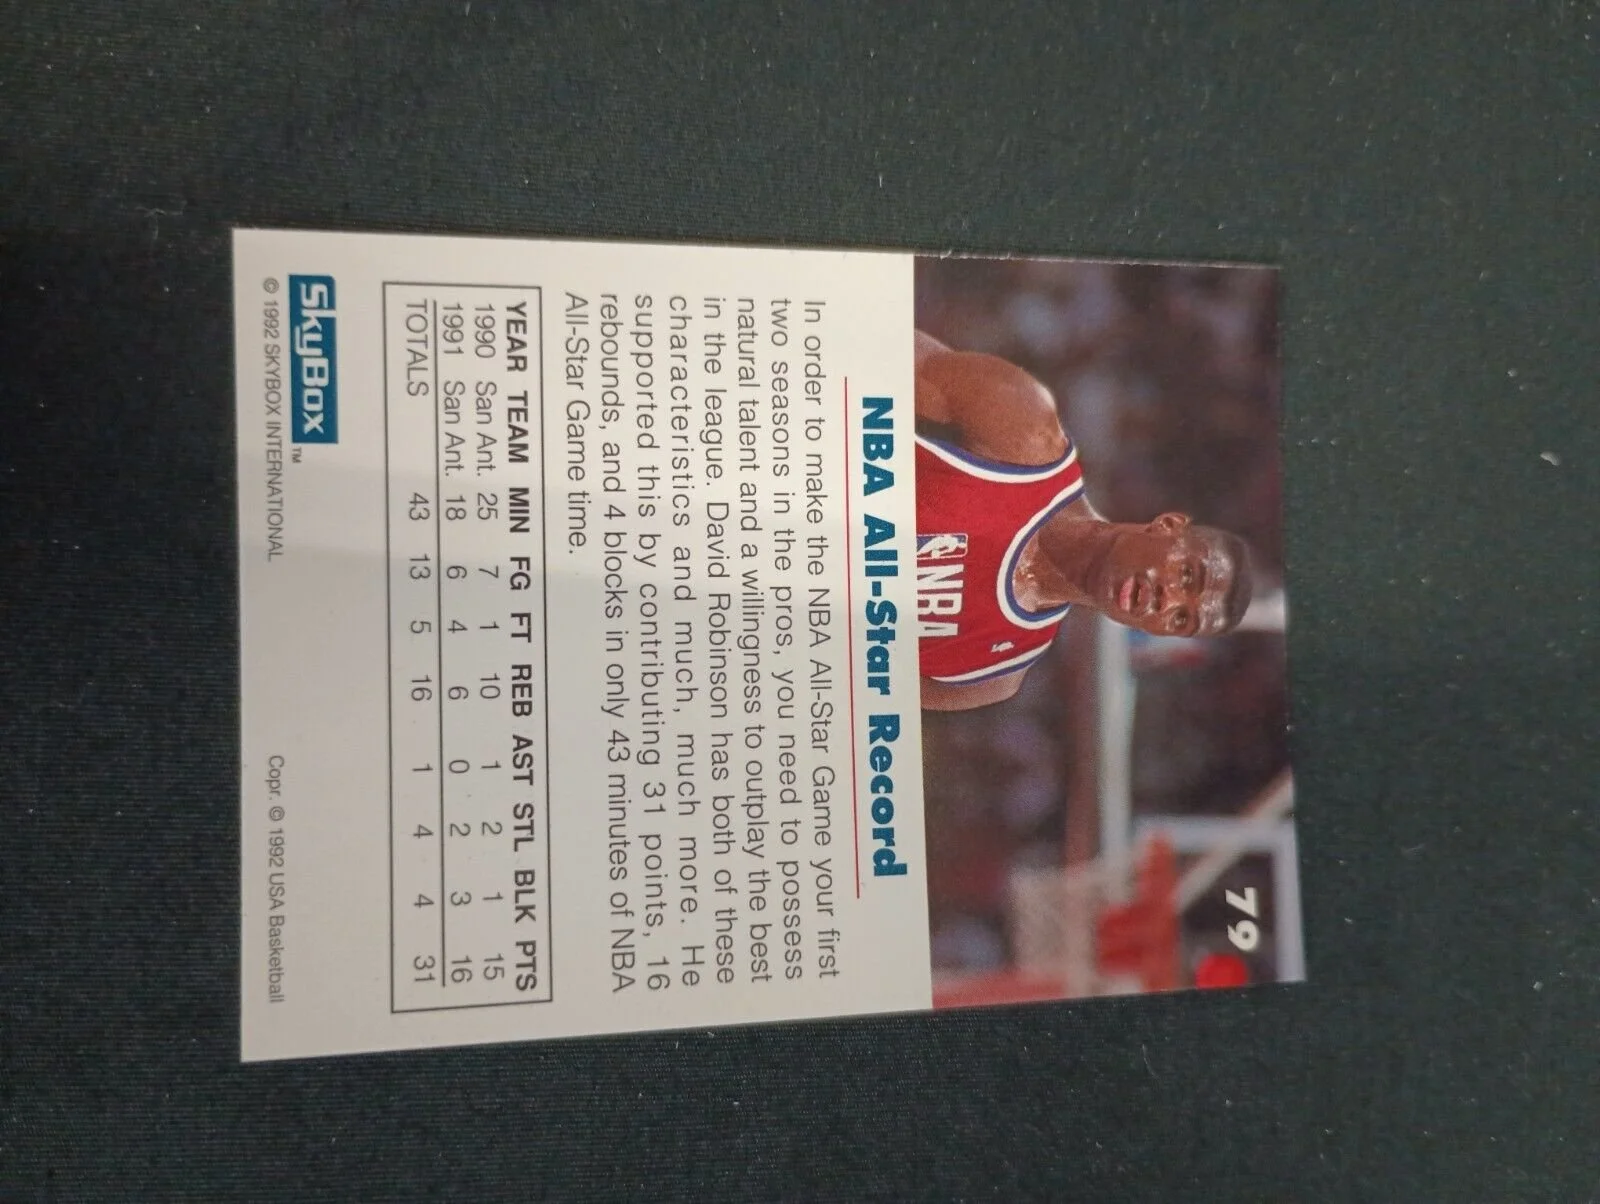 79
NBA
NBA All-Star Record
In order to make the NBA All-Star Game your first
two seasons in the pros, you need to possess
natural talent and a willingness to outplay the best
in the league. David Robinson has both of these
characteristics and much, much more. He
supported this by contributing 31 points, 16
rebounds, and 4 blocks in only 43 minutes of NBA
All-Star Game time.
YEAR TEAM MIN FG FT REB AST STL BLK PTS
1990 San Ant. 25 7 1 10 1 2 1 15
1991 San Ant. 18 6 4 6 0 2 3 16
TOTALS 43 13 5 16 1 4 4 31
SkyBox™
© 1992 SKYBOX INTERNATIONAL Copr. © 1992 USA Basketball